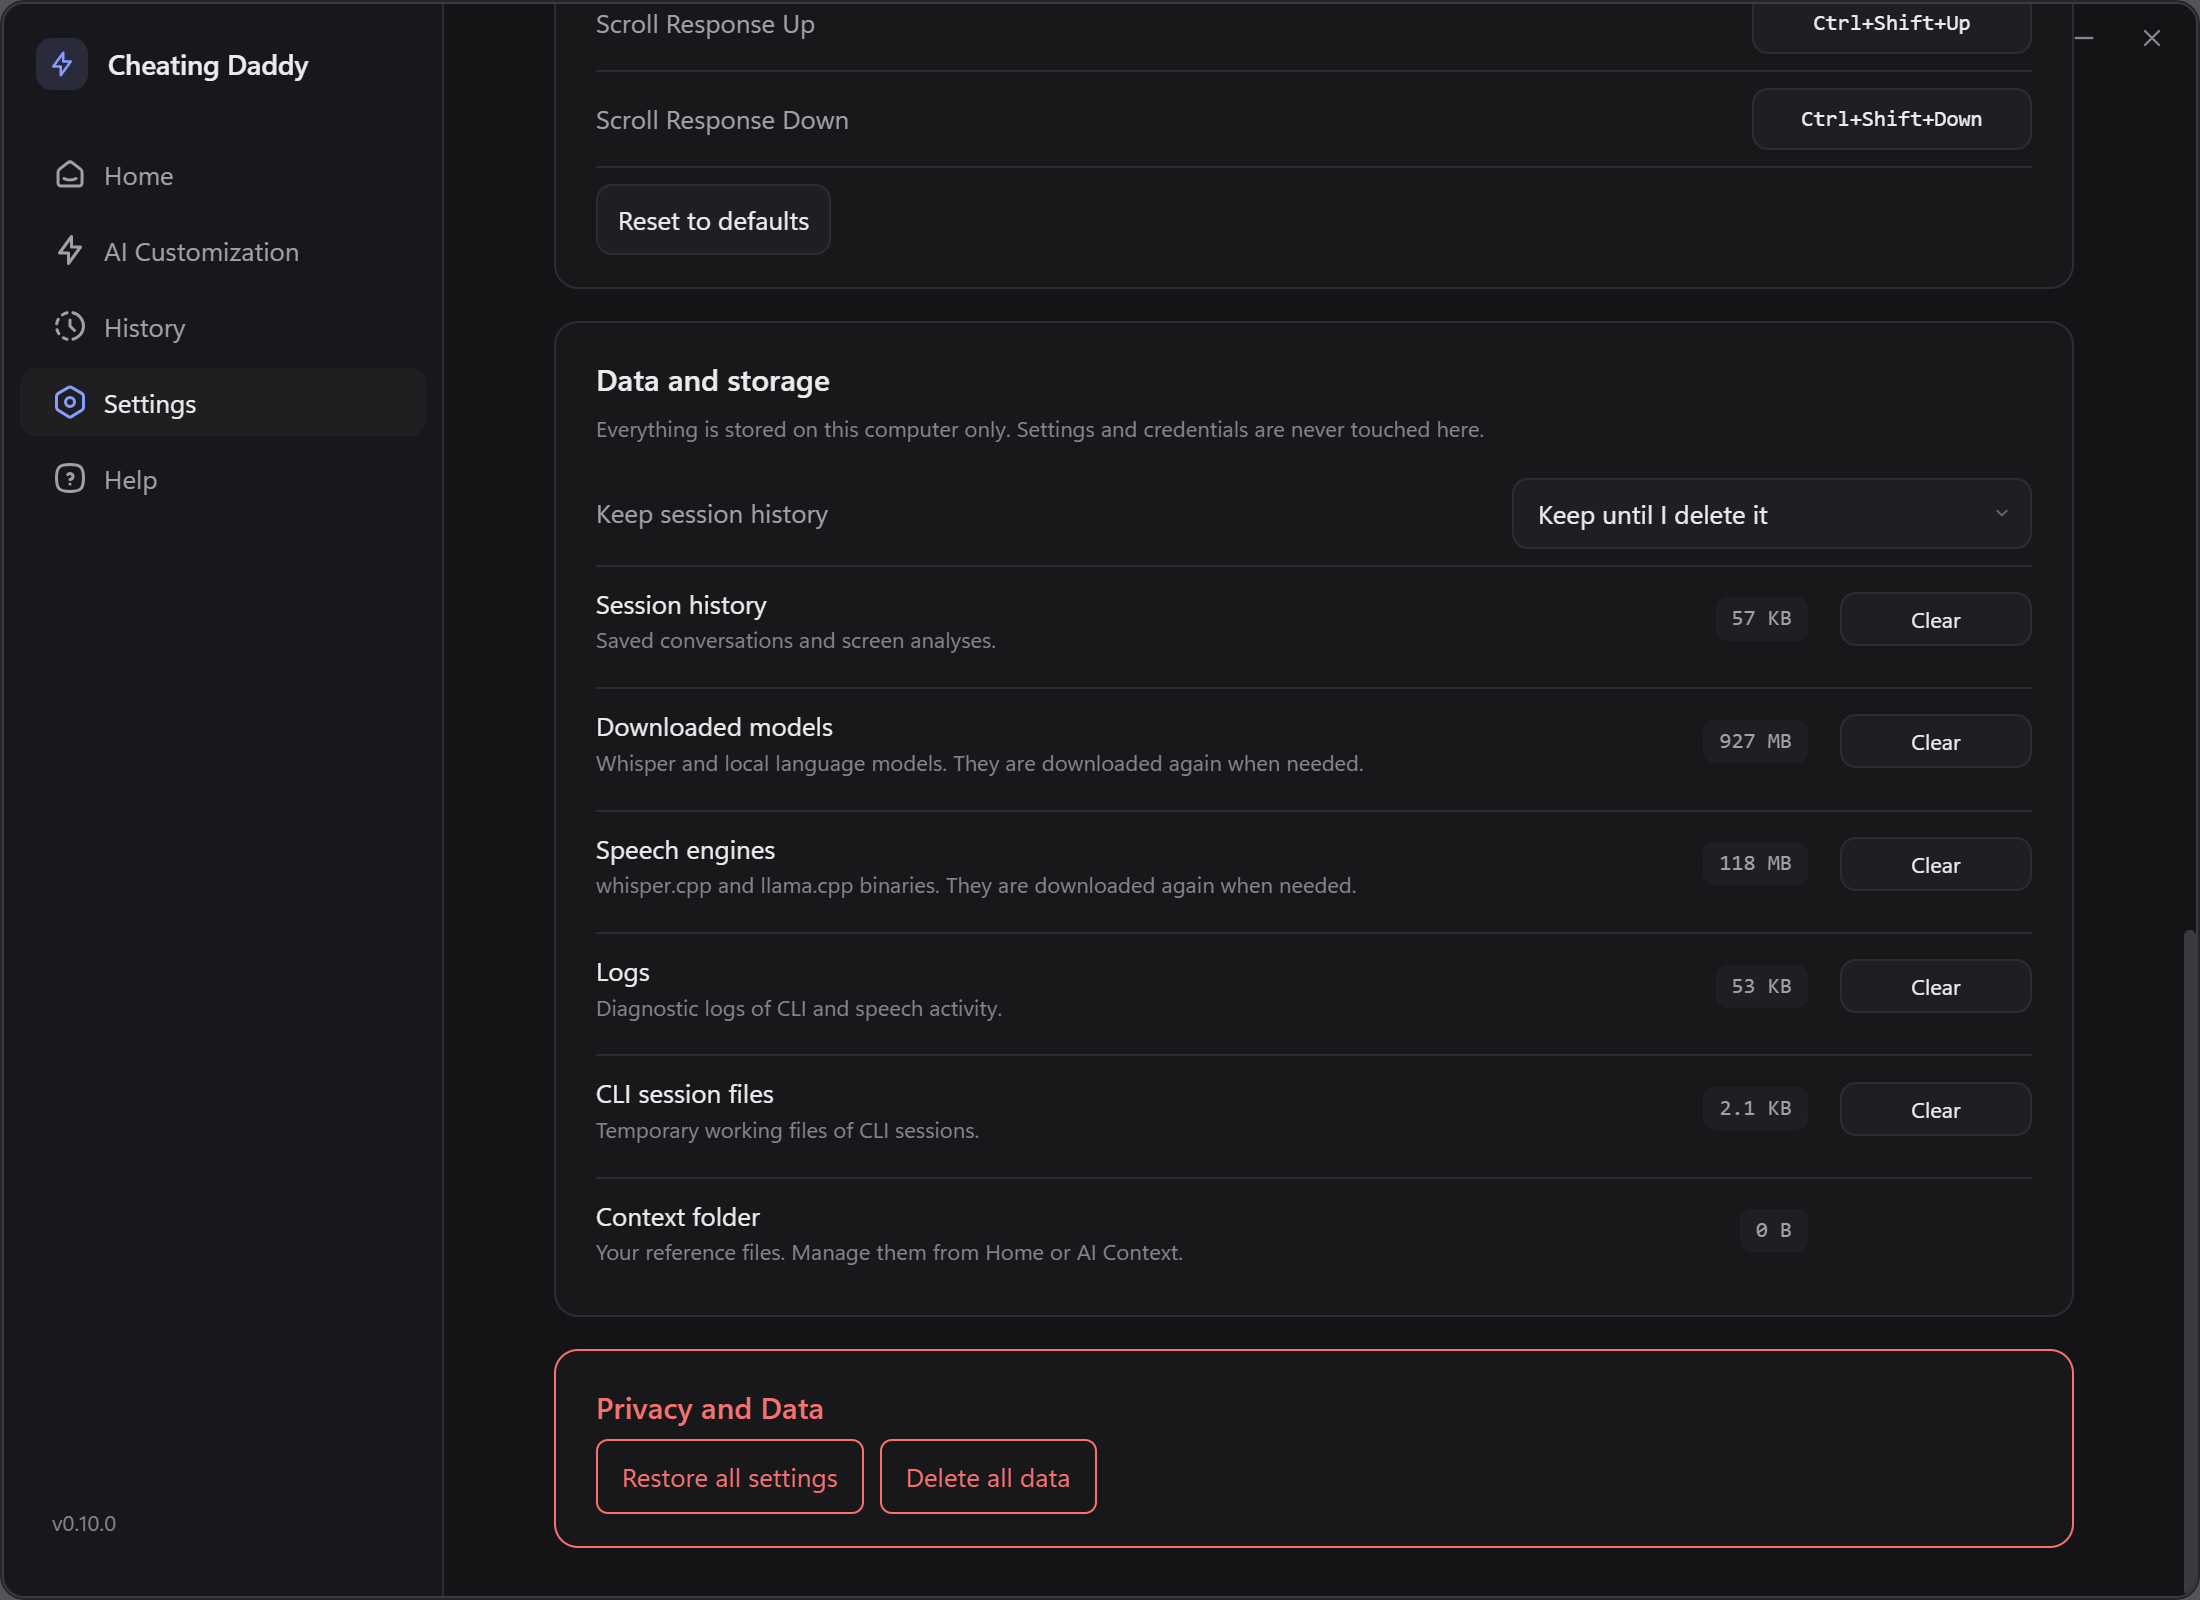 Cheating Daddy
Home
AI Customization
History
Settings
Help
v0.10.0
Scroll Response Up
Ctrl+Shift+Up
Scroll Response Down
Ctrl+Shift+Down
Reset to defaults
Data and storage
Everything is stored on this computer only. Settings and credentials are never touched here.
Keep session history
Keep until I delete it
Session history
Saved conversations and screen analyses.
57 KB
Clear
Downloaded models
Whisper and local language models. They are downloaded again when needed.
927 MB
Clear
Speech engines
whisper.cpp and llama.cpp binaries. They are downloaded again when needed.
118 MB
Clear
Logs
Diagnostic logs of CLI and speech activity.
53 KB
Clear
CLI session files
Temporary working files of CLI sessions.
2.1 KB
Clear
Context folder
Your reference files. Manage them from Home or AI Context.
0 B
Privacy and Data
Restore all settings
Delete all data